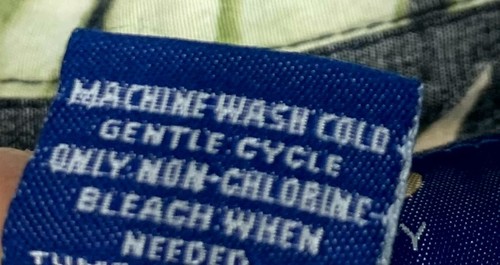 MACHINE WASH COLD
GENTLE CYCLE
ONLY NON-CHLORINE
BLEACH WHEN
NEEDED